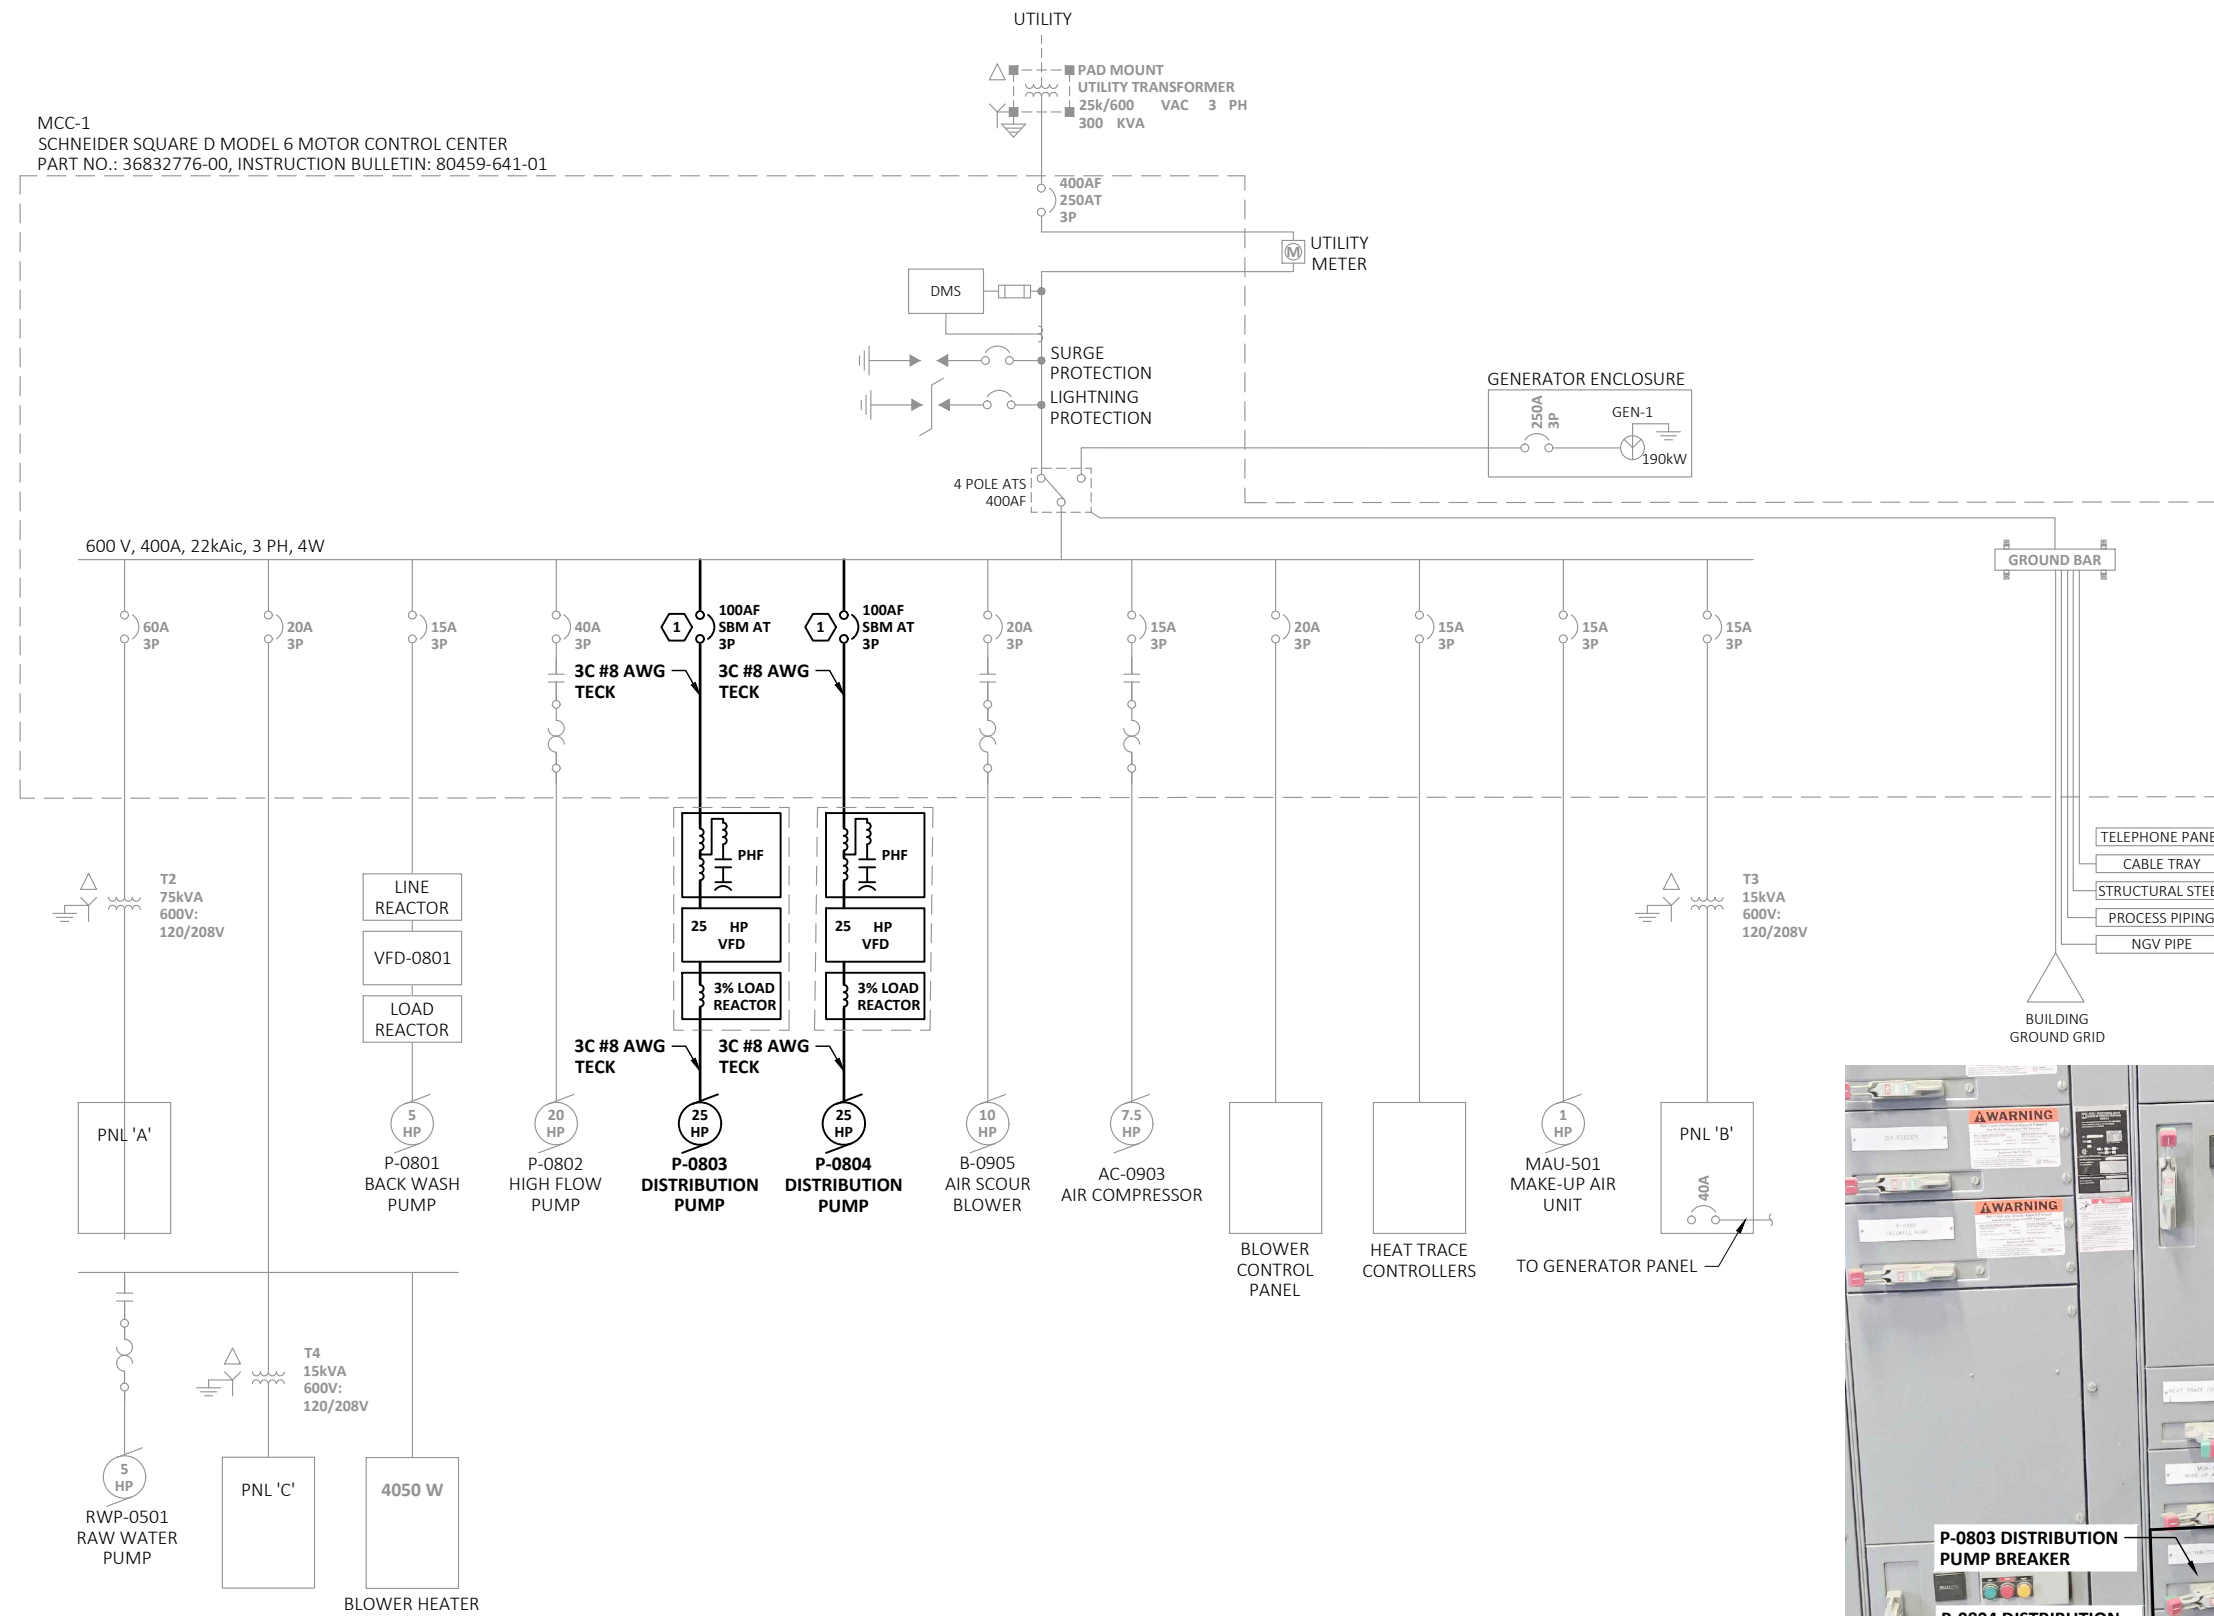 UTILITY
PAD MOUNT
UTILITY TRANSFORMER
25k/600 VAC 3 PH
300 KVA
MCC-1
SCHNEIDER SQUARE D MODEL 6 MOTOR CONTROL CENTER
PART NO.: 36832776-00, INSTRUCTION BULLETIN: 80459-641-01
400AF
250AT
3P
M
UTILITY
METER
DMS
SURGE
PROTECTION
LIGHTNING
PROTECTION
GENERATOR ENCLOSURE
250A
3P
GEN-1
190kW
4 POLE ATS
400AF
600 V, 400A, 22kAic, 3 PH, 4W
GROUND BAR
60A
3P
20A
3P
15A
3P
40A
3P
1
100AF
SBM AT
3P
1
100AF
SBM AT
3P
20A
3P
15A
3P
20A
3P
15A
3P
15A
3P
15A
3P
3C #8 AWG
TECK
3C #8 AWG
TECK
T2
75kVA
600V:
120/208V
LINE
REACTOR
VFD-0801
LOAD
REACTOR
PHF
25 HP
VFD
3% LOAD
REACTOR
PHF
25 HP
VFD
3% LOAD
REACTOR
T3
15kVA
600V:
120/208V
TELEPHONE PANE
CABLE TRAY
STRUCTURAL STEE
PROCESS PIPING
NGV PIPE
BUILDING
GROUND GRID
3C #8 AWG
TECK
3C #8 AWG
TECK
PNL 'A'
5
HP
P-0801
BACK WASH
PUMP
20
HP
P-0802
HIGH FLOW
PUMP
25
HP
P-0803
DISTRIBUTION
PUMP
25
HP
P-0804
DISTRIBUTION
PUMP
10
HP
B-0905
AIR SCOUR
BLOWER
7.5
HP
AC-0903
AIR COMPRESSOR
BLOWER
CONTROL
PANEL
HEAT TRACE
CONTROLLERS
1
HP
MAU-501
MAKE-UP AIR
UNIT
PNL 'B'
40A
TO GENERATOR PANEL
T4
15kVA
600V:
120/208V
5
HP
RWP-0501
RAW WATER
PUMP
PNL 'C'
4050 W
BLOWER HEATER
WARNING
WARNING
P-0803 DISTRIBUTION
PUMP BREAKER
P-0804 DISTRIBUTION